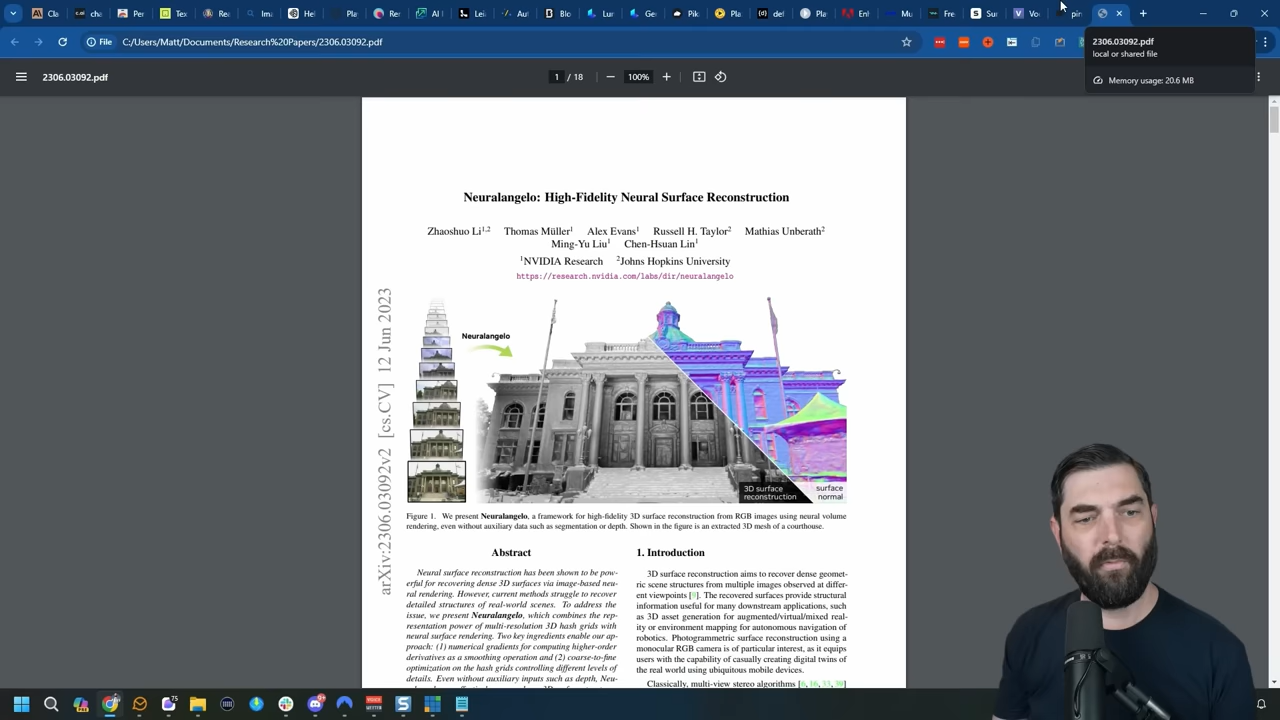 2306.03092.pdf
local or shared file
Memory usage: 20.6 MB
File
C:/Users/Matt/Documents/Research%20Papers/2306.03092.pdf
2306.03092.pdf
1 / 18
100%
Neuralangelo: High-Fidelity Neural Surface Reconstruction
Zhaoshuo Li1,2 Thomas Müller1 Alex Evans1 Russell H. Taylor2 Mathias Unberath2
Ming-Yu Liu1 Chen-Hsuan Lin1
1NVIDIA Research 2Johns Hopkins University
https://research.nvidia.com/labs/dir/neuralangelo
arXiv:2306.03092v2 [cs.CV] 12 Jun 2023
Neuralangelo
3D surface
reconstruction
surface
normal
Figure 1. We present Neuralangelo, a framework for high-fidelity 3D surface reconstruction from RGB images using neural volume
rendering, even without auxiliary data such as segmentation or depth. Shown in the figure is an extracted 3D mesh of a courthouse.
Abstract
Neural surface reconstruction has been shown to be pow-
erful for recovering dense 3D surfaces via image-based neu-
ral rendering. However, current methods struggle to recover
detailed structures of real-world scenes. To address the
issue, we present Neuralangelo, which combines the rep-
resentation power of multi-resolution 3D hash grids with
neural surface rendering. Two key ingredients enable our ap-
proach: (1) numerical gradients for computing higher-order
derivatives as a smoothing operation and (2) coarse-to-fine
optimization on the hash grids controlling different levels of
details. Even without auxiliary inputs such as depth, Neu-
1. Introduction
3D surface reconstruction aims to recover dense geomet-
ric scene structures from multiple images observed at differ-
ent viewpoints [9]. The recovered surfaces provide structural
information useful for many downstream applications, such
as 3D asset generation for augmented/virtual/mixed real-
ity or environment mapping for autonomous navigation of
robotics. Photogrammetric surface reconstruction using a
monocular RGB camera is of particular interest, as it equips
users with the capability of casually creating digital twins of
the real world using ubiquitous mobile devices.
Classically, multi-view stereo algorithms [6, 16, 33, 39]